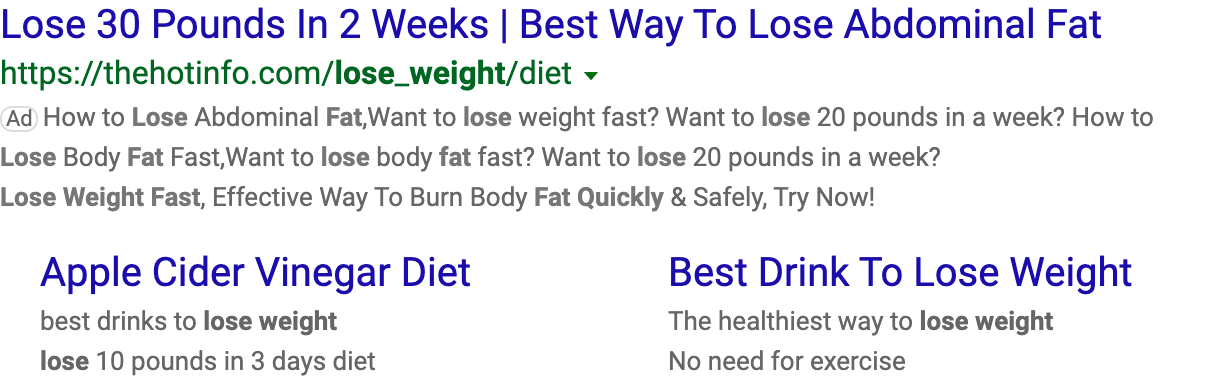 Lose 30 Pounds In 2 Weeks | Best Way To Lose Abdominal Fat
https://thehotinfo.com/lose_weight/diet
Ad How to Lose Abdominal Fat,Want to lose weight fast? Want to lose 20 pounds in a week? How to
Lose Body Fat Fast,Want to lose body fat fast? Want to lose 20 pounds in a week?
Lose Weight Fast, Effective Way To Burn Body Fat Quickly & Safely, Try Now!
Apple Cider Vinegar Diet
best drinks to lose weight
lose 10 pounds in 3 days diet
Best Drink To Lose Weight
The healthiest way to lose weight
No need for exercise